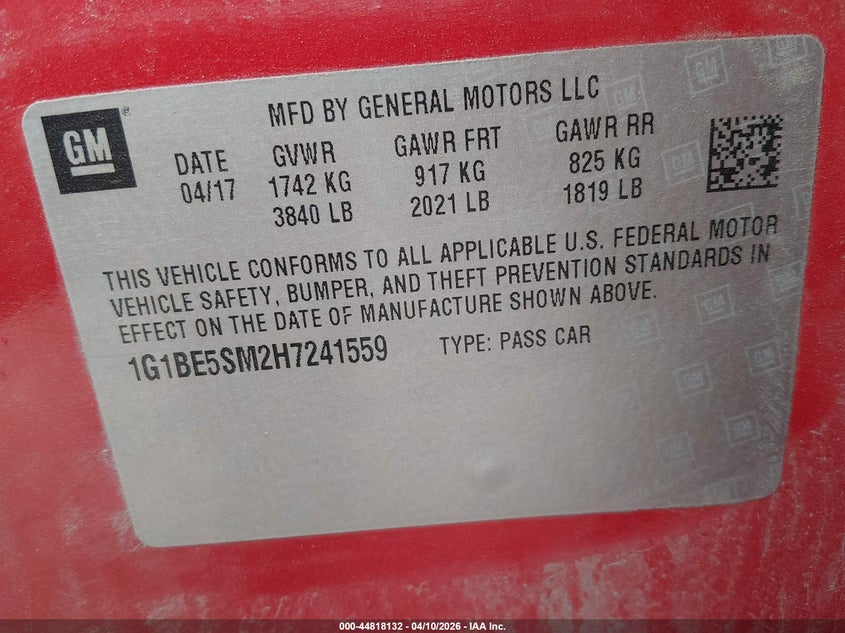 GM®
MFD BY GENERAL MOTORS LLC
DATE GVWR GAWR FRT GAWR RR
04/17 1742 KG 917 KG 825 KG
3840 LB 2021 LB 1819 LB
THIS VEHICLE CONFORMS TO ALL APPLICABLE U.S. FEDERAL MOTOR
VEHICLE SAFETY, BUMPER, AND THEFT PREVENTION STANDARDS IN
EFFECT ON THE DATE OF MANUFACTURE SHOWN ABOVE.
1G1BE5SM2H7241559 TYPE: PASS CAR
000-44818132 - 04/10/2026 - IAA Inc.